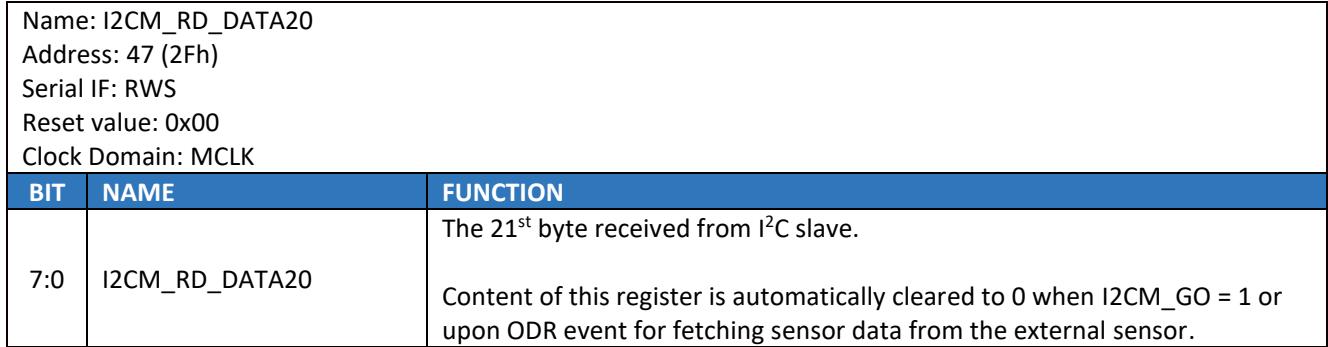 Name: I2CM_RD_DATA20
Address: 47 (2Fh)
Serial IF: RWS
Reset value: 0x00
Clock Domain: MCLK
BIT NAME FUNCTION
7:0 I2CM_RD_DATA20 The 21st byte received from I2C slave.
Content of this register is automatically cleared to 0 when I2CM_GO = 1 or
upon ODR event for fetching sensor data from the external sensor.